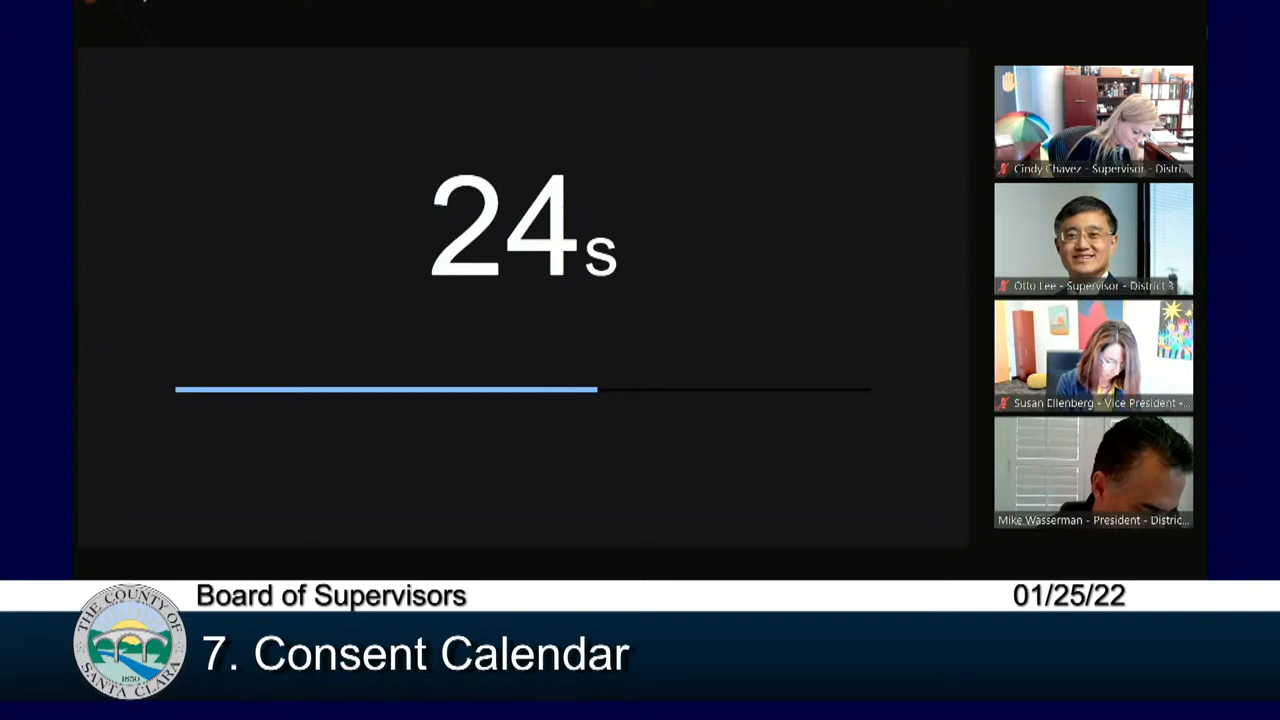 24s
Cindy Chavez - Supervisor - Distri...
Otto Lee - Supervisor - District 3
Susan Ellenberg - Vice President -...
Mike Wasserman - President - Distric...
Board of Supervisors
01/25/22
7. Consent Calendar
THE COUNTY OF
SANTA CLARA
1850